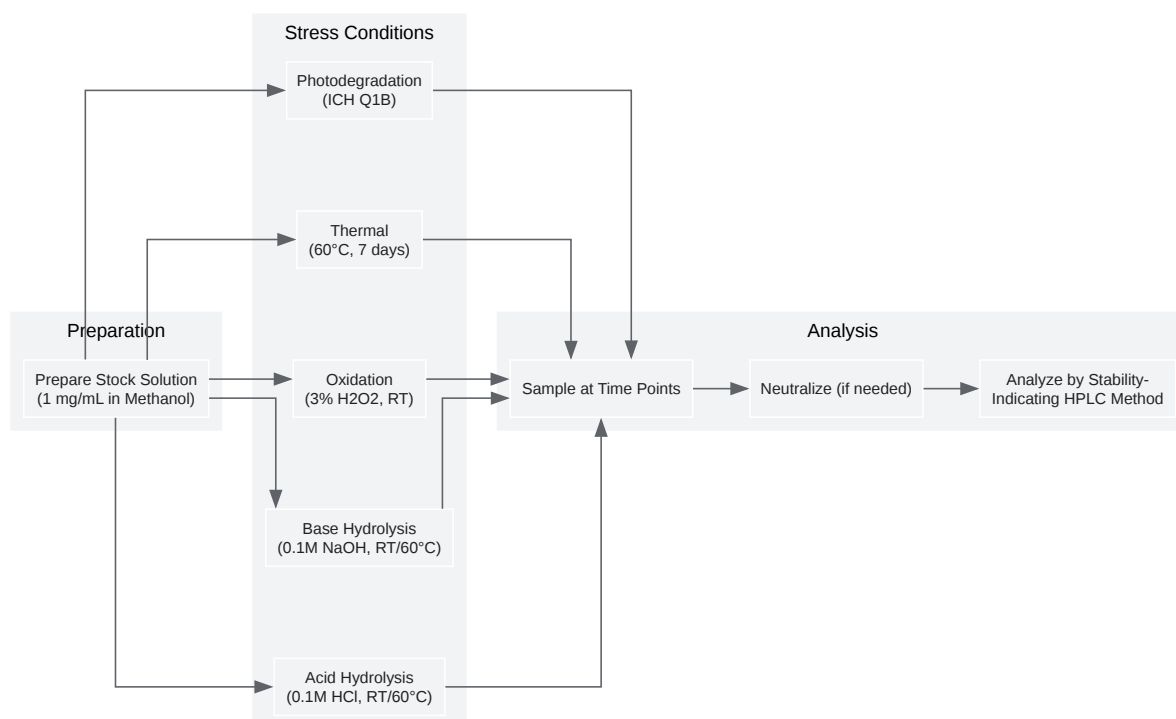 Stress Conditions
Photodegradation
(ICH Q1B)
Thermal
(60°C, 7 days)
Preparation
Prepare Stock Solution
(1 mg/mL in Methanol)
Oxidation
(3% H2O2, RT)
Base Hydrolysis
(0.1M NaOH, RT/60°C)
Acid Hydrolysis
(0.1M HCl, RT/60°C)
Analysis
Sample at Time Points
Neutralize (if needed)
Analyze by Stability-
Indicating HPLC Method